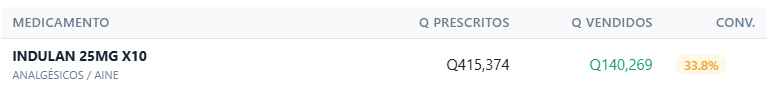 MEDICAMENTO Q PRESCRITOS Q VENDIDOS CONV.
INDULAN 25MG X10 Q415,374 Q140,269 33.8%
ANALGÉSICOS / AINE